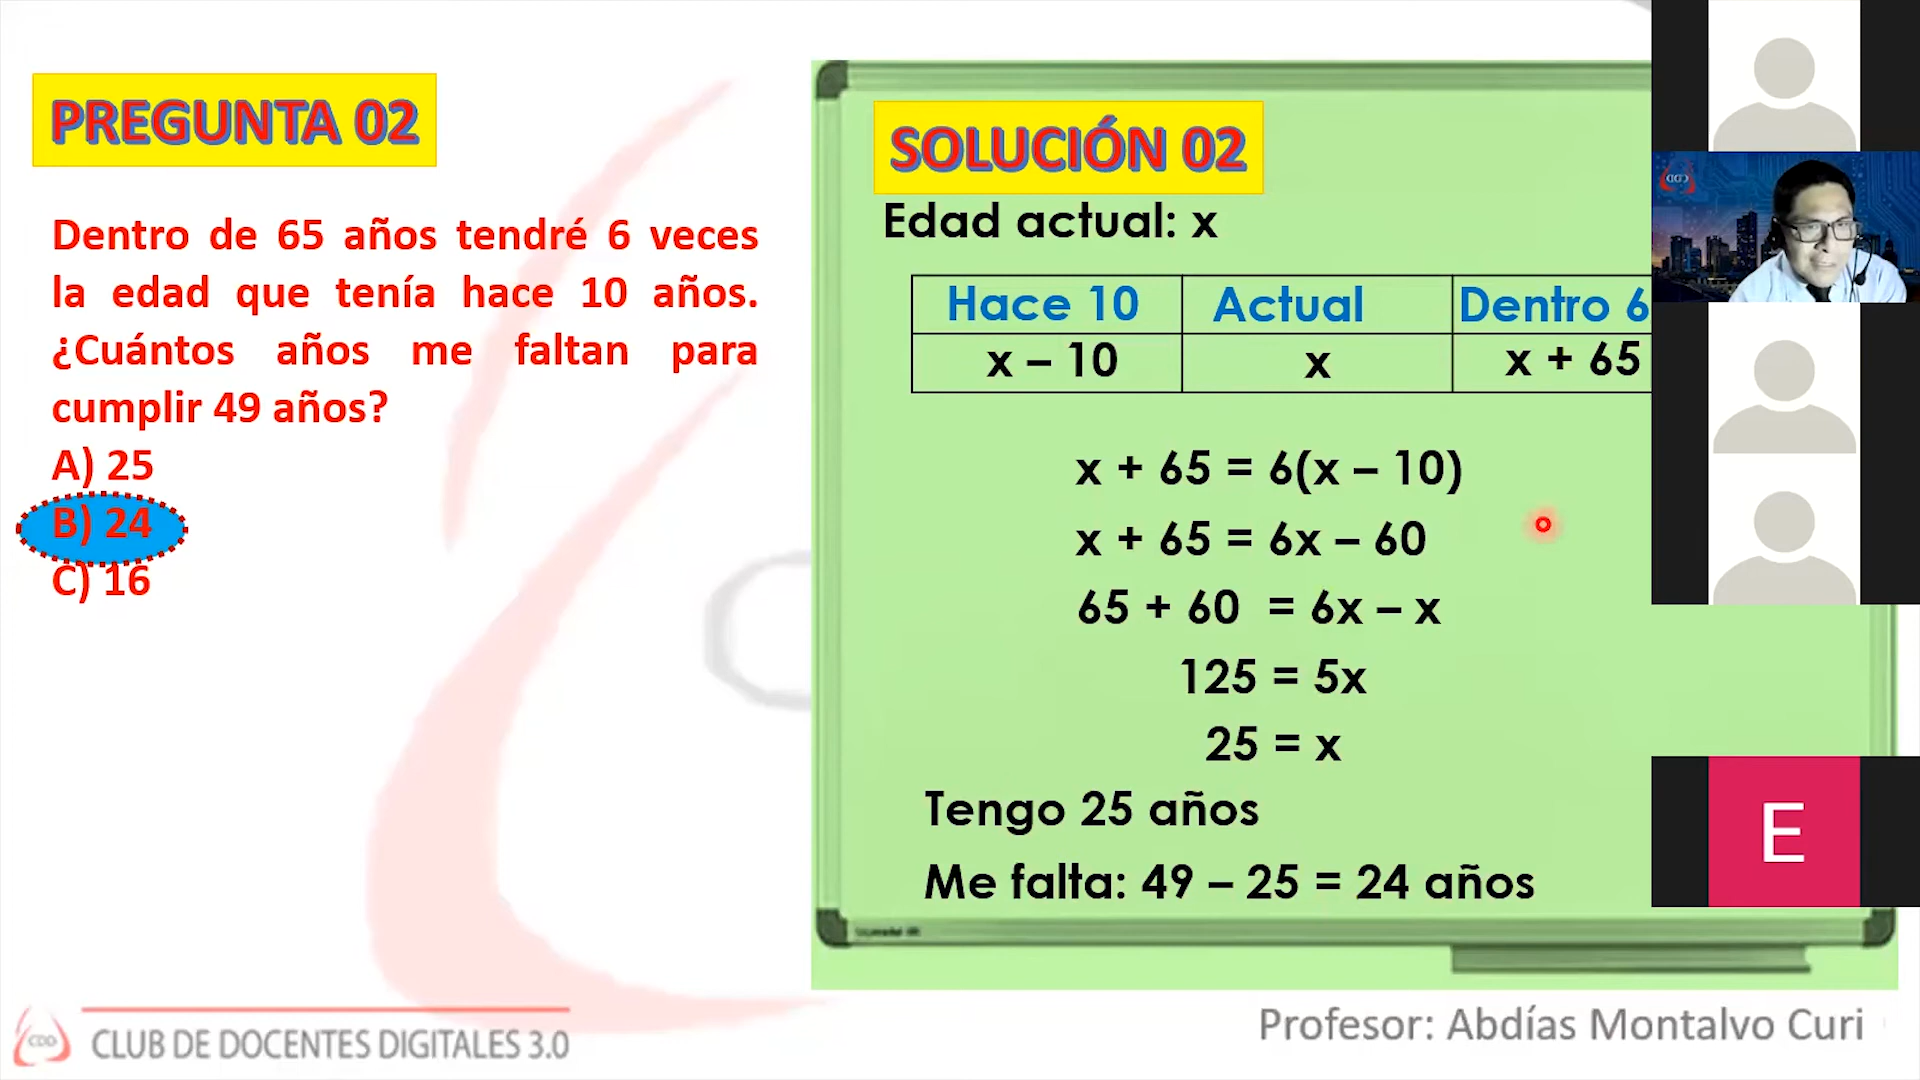 PREGUNTA 02
Dentro de 65 años tendré 6 veces
la edad que tenía hace 10 años.
¿Cuántos años me faltan para
cumplir 49 años?
A) 25
B) 24
C) 16
SOLUCIÓN 02
Edad actual: x
Hace 10 Actual Dentro 6
x – 10 x x + 65
x + 65 = 6(x – 10)
x + 65 = 6x – 60
65 + 60 = 6x – x
125 = 5x
25 = x
Tengo 25 años
Me falta: 49 – 25 = 24 años
E
CDD CLUB DE DOCENTES DIGITALES 3.0
Profesor: Abdías Montalvo Curi